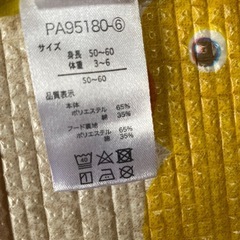 PA95180-⑥
サイズ
身長 50~60
体重 3~6
50~60
品質表示
本体
ポリエステル 65%
綿 35%
フード裏地
ポリエステル 65%
綿 35%